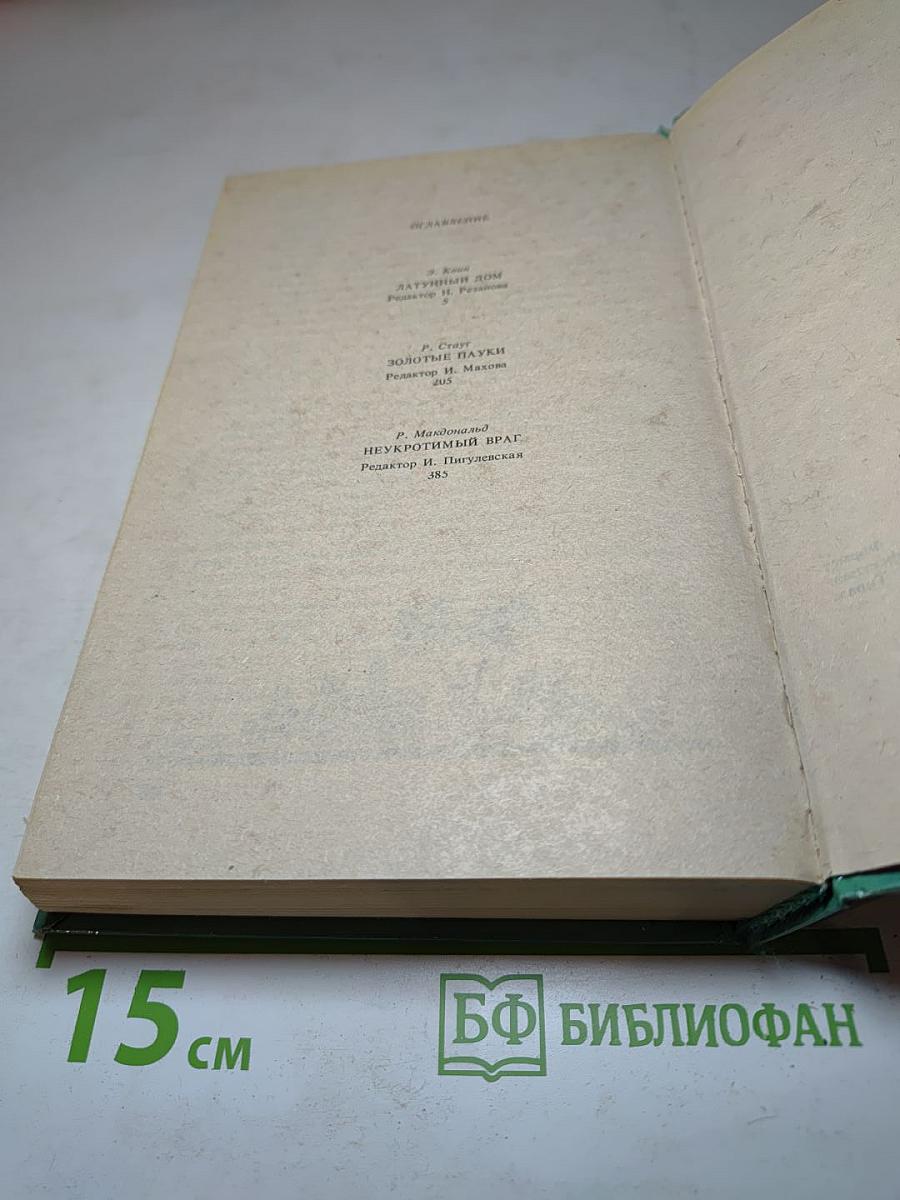 ОГЛАВЛЕНИЕ
Э. Квин
ЛАТУННЫЙ ДОМ
Редактор И. Резанова
5
Р. Стаут
ЗОЛОТЫЕ ПАУКИ
Редактор И. Махова
205
Р. Макдональд
НЕУКРОТИМЫЙ ВРАГ
Редактор И. Пигулевская
385
15 см
БФ БИБЛИОФАН